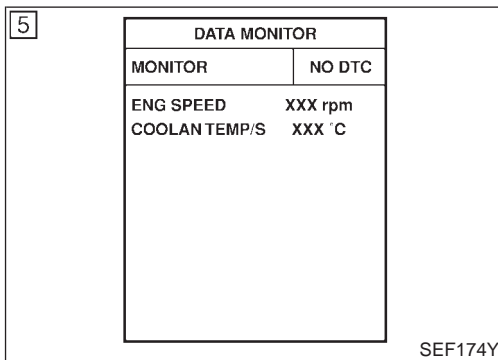 5
DATA MONITOR
MONITOR NO DTC
ENG SPEED XXX rpm
COOLAN TEMP/S XXX °C
SEF174Y